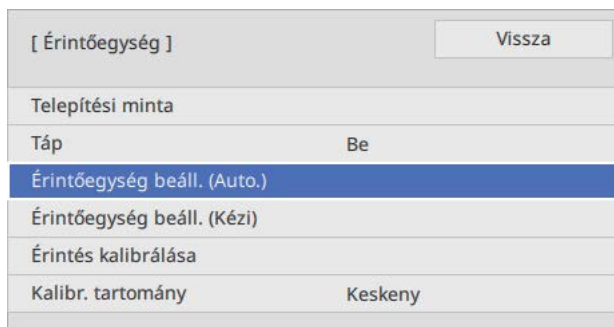 [ Érintőegység ] Vissza
Telepítési minta
Táp Be
Érintőegység beáll. (Auto.)
Érintőegység beáll. (Kézi)
Érintés kalibrálása
Kalibr. tartomány Keskeny